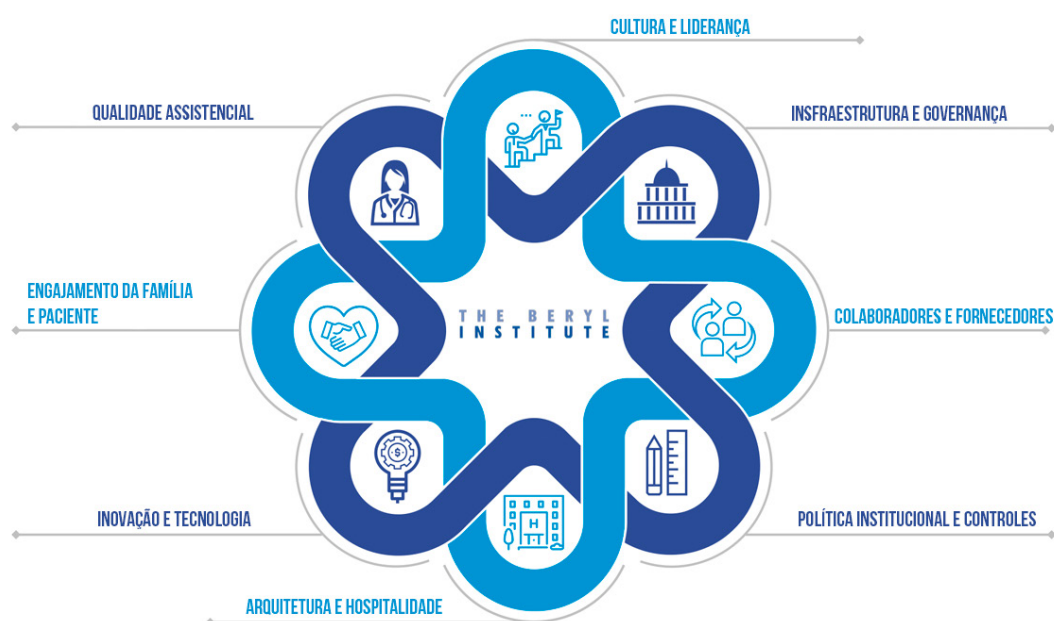 CULTURA E LIDERANÇA
QUALIDADE ASSISTENCIAL
INSFRAESTRUTURA E GOVERNANÇA
ENGAJAMENTO DA FAMÍLIA
E PACIENTE
THE BERYL
INSTITUTE
COLABORADORES E FORNECEDORES
INOVAÇÃO E TECNOLOGIA
$
H
POLÍTICA INSTITUCIONAL E CONTROLES
ARQUITETURA E HOSPITALIDADE